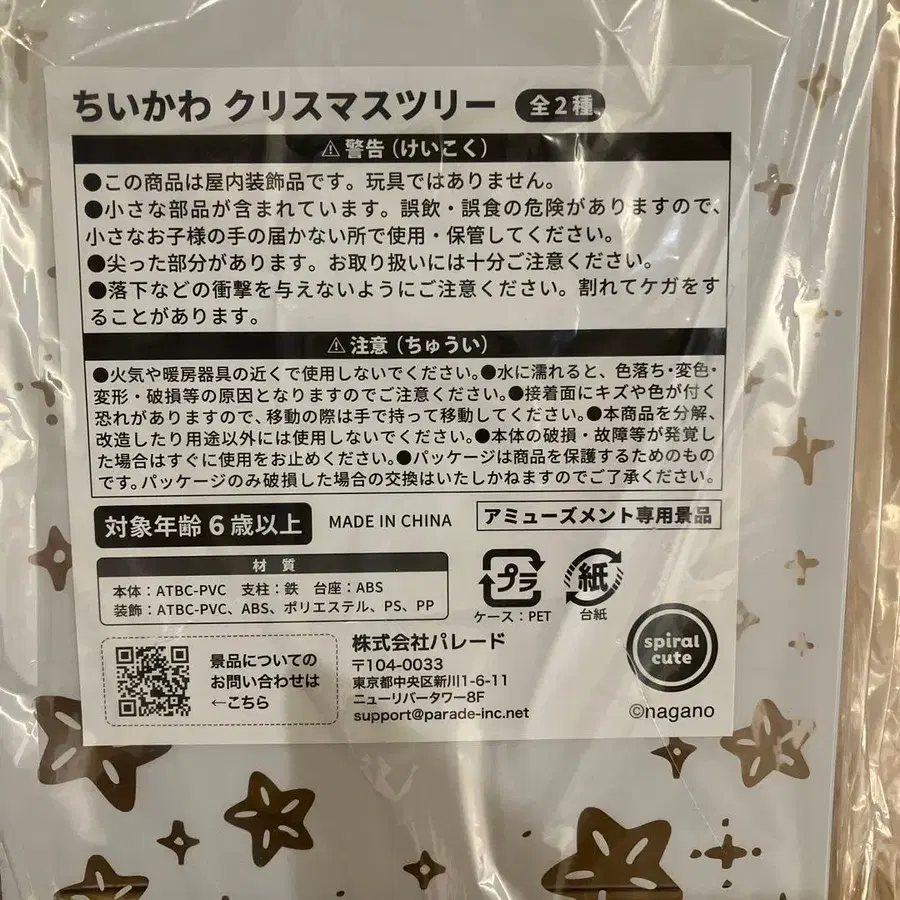 ちいかわ クリスマスツリー 全2種
⚠ 警告（けいこく）
●この商品は屋内装飾品です。玩具ではありません。
●小さな部品が含まれています。誤飲・誤食の危険がありますので、
小さなお子様の手の届かない所で使用・保管してください。
●尖った部分があります。お取り扱いには十分ご注意ください。
●落下などの衝撃を与えないようにご注意ください。割れてケガをす
ることがあります。
⚠ 注意（ちゅうい）
●火気や暖房器具の近くで使用しないでください。●水に濡れると、色落ち・変色・
変形・破損等の原因となりますのでご注意ください。●接着面にキズや色が付く
恐れがありますので、移動の際は手で持って移動してください。●本商品を分解、
改造したり用途以外には使用しないでください。●本体の破損・故障等が発覚し
た場合はすぐに使用をお止めください。●パッケージは商品を保護するためのもの
です。パッケージのみ破損した場合の交換はいたしかねますのでご了承ください。
対象年齢6歳以上 MADE IN CHINA アミューズメント専用景品
材 質
本体：ATBC-PVC 支柱：鉄 台座：ABS
装飾：ATBC-PVC、ABS、ポリエステル、PS、PP
プラ
ケース：PET
紙
台紙
景品についての
お問い合わせは
←こちら
株式会社パレード
〒104-0033
東京都中央区新川1-6-11
ニューリバータワー8F
support@parade-inc.net
spiral
cute
©nagano